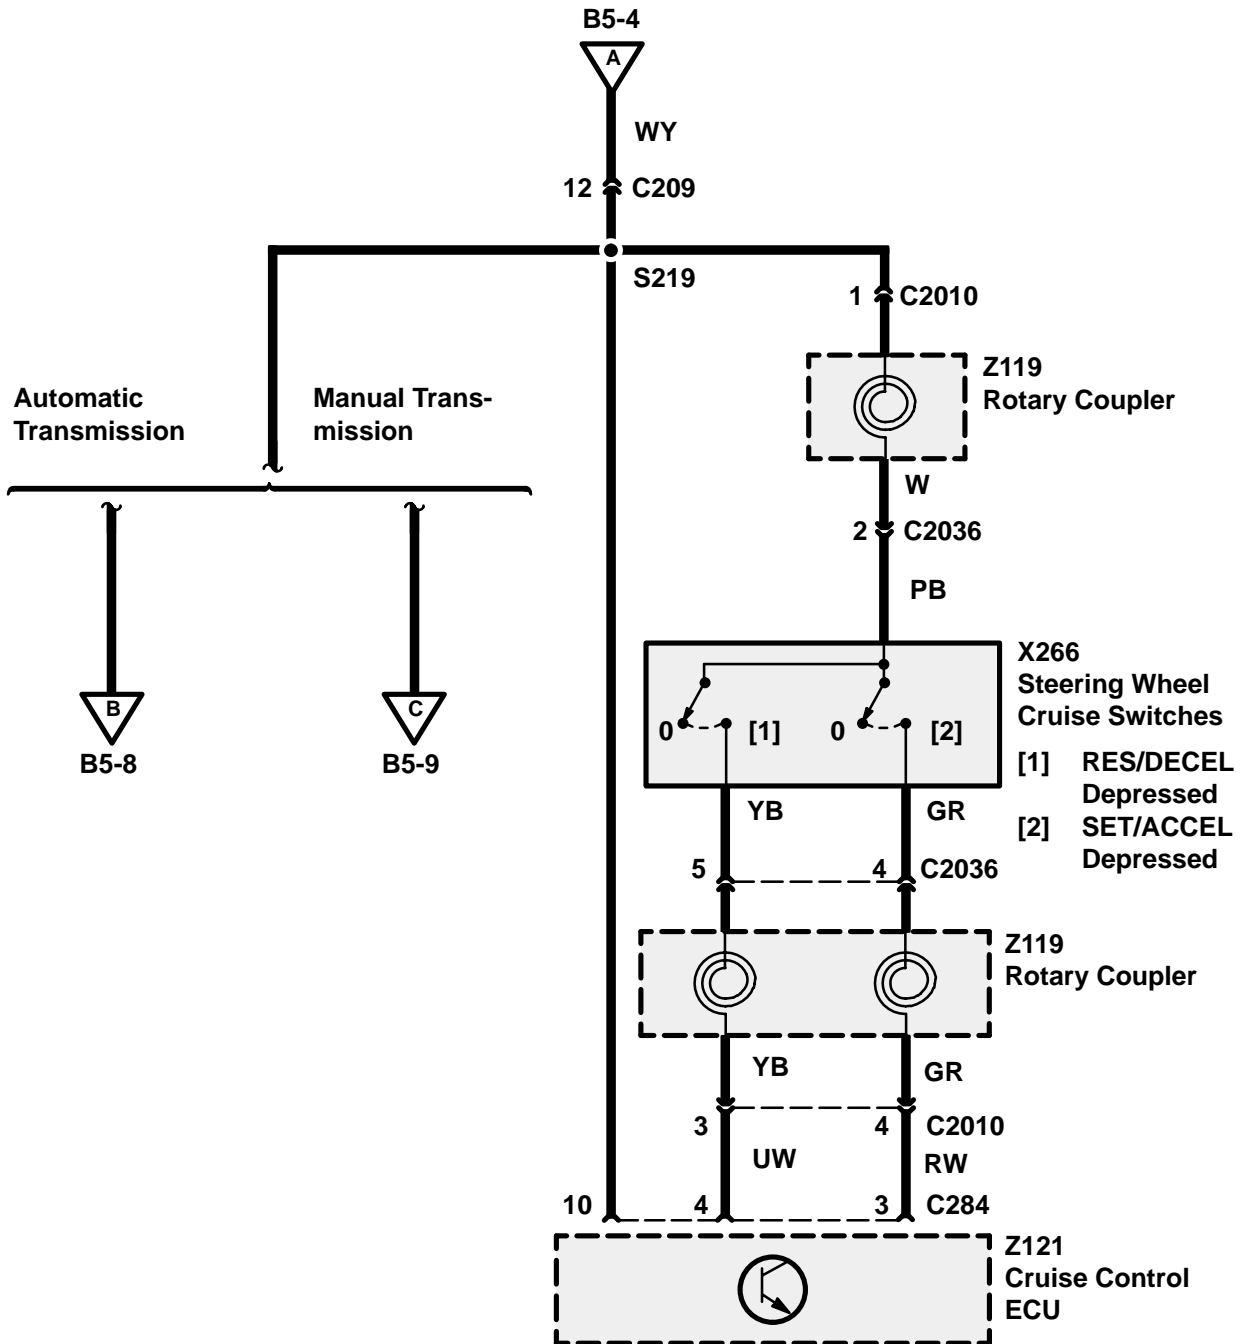 B5-4
A
WY
12 C209
S219
1 C2010
Z119
Rotary Coupler
Automatic
Transmission
Manual Trans-
mission
W
2 C2036
PB
X266
Steering Wheel
Cruise Switches
B
B5-8
C
B5-9
0 [1] 0 [2]
[1] RES/DECEL
Depressed
[2] SET/ACCEL
Depressed
YB GR
5 4 C2036
Z119
Rotary Coupler
YB GR
3 4 C2010
UW RW
10 4 3 C284
Z121
Cruise Control
ECU